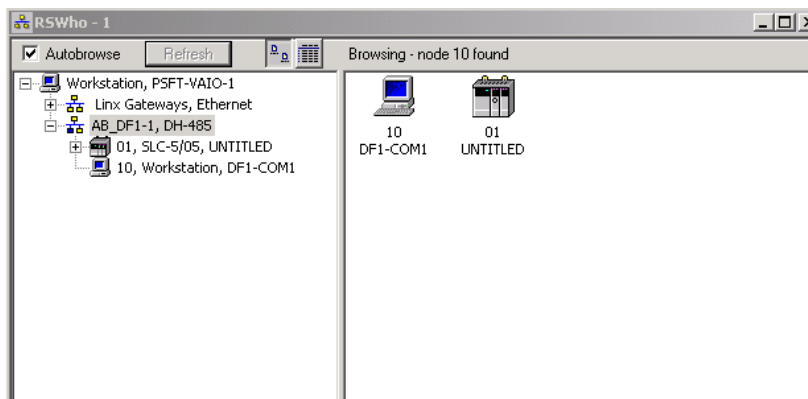 RSWho - 1
Autobrowse Refresh Browsing - node 10 found
Workstation, PSFT-VAIO-1
Linx Gateways, Ethernet
AB_DF1-1, DH-485
01, SLC-5/05, UNTITLED
10, Workstation, DF1-COM1
10
DF1-COM1
01
UNTITLED